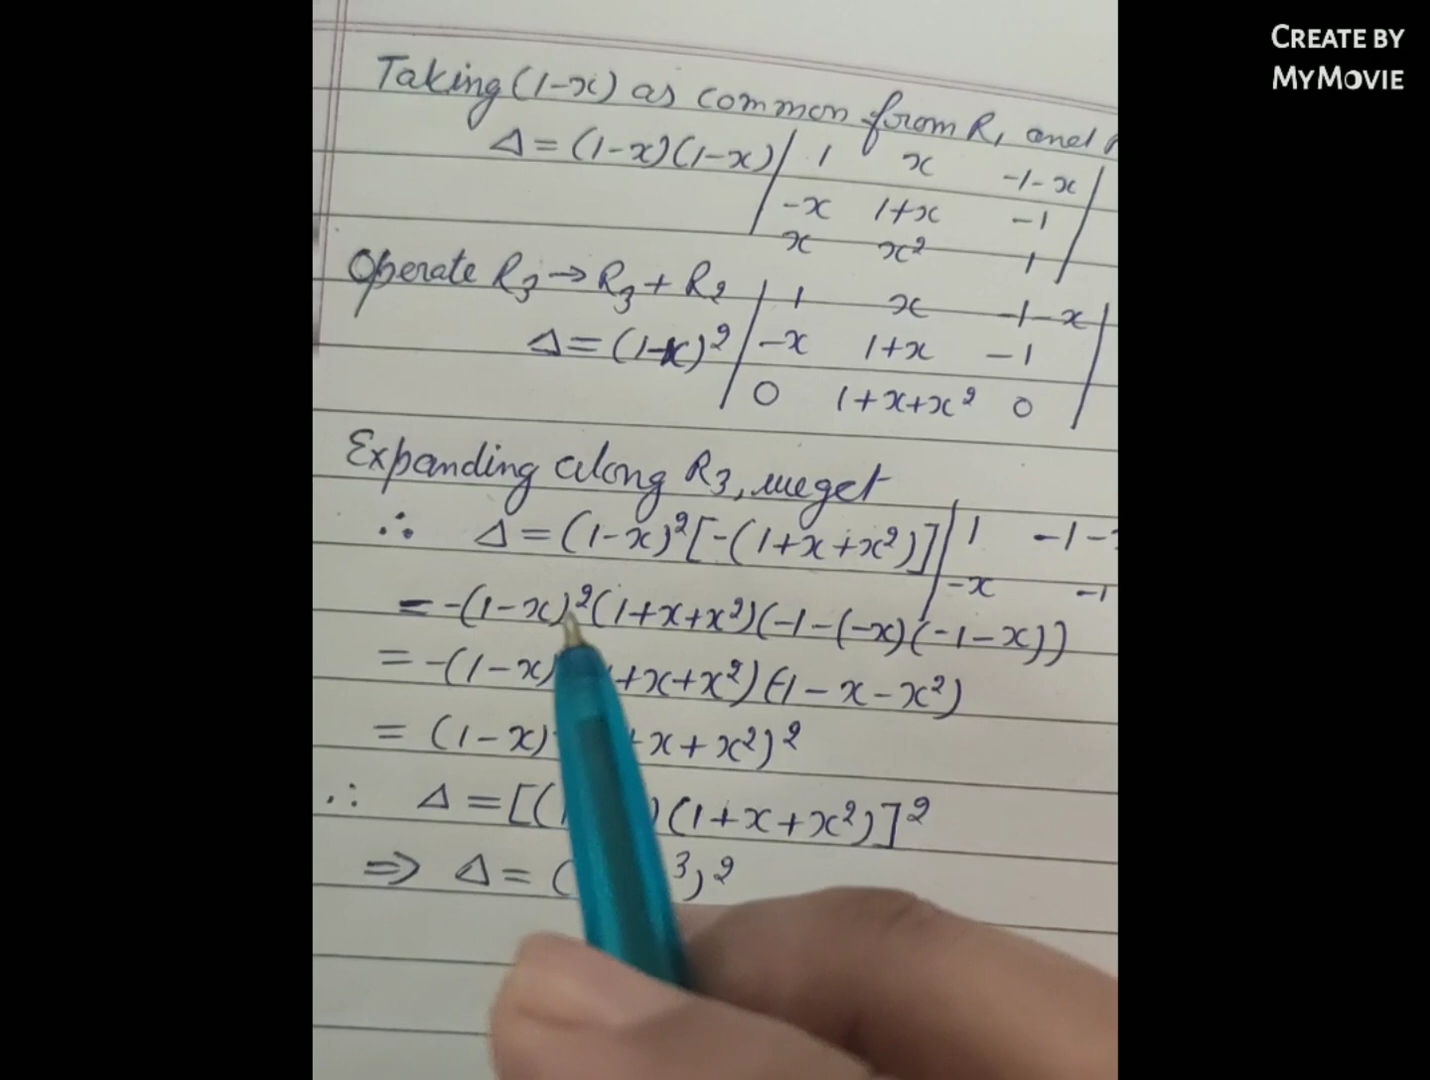 CREATE BY
MYMOVIE
Taking (1-x) as common from R₁ and
Δ = (1-x)(1-x) | 1 x -1-x |
-x 1+x -1
x x² 1
Operate R₃ → R₃ + R₂
| 1 x -1-x |
Δ = (1-x)² | -x 1+x -1
0 1+x+x² 0
Expanding along R₃, we get
∴ Δ = (1-x)² [-(1+x+x²)] | 1 -1-
-x -1
= -(1-x)² (1+x+x²)(-1-(-x)(-1-x))
= -(1-x) +x+x²)(-1-x-x²)
= (1-x) +x+x²)²
∴ Δ = [( )(1+x+x²)]²
⇒ Δ = ( ³)²